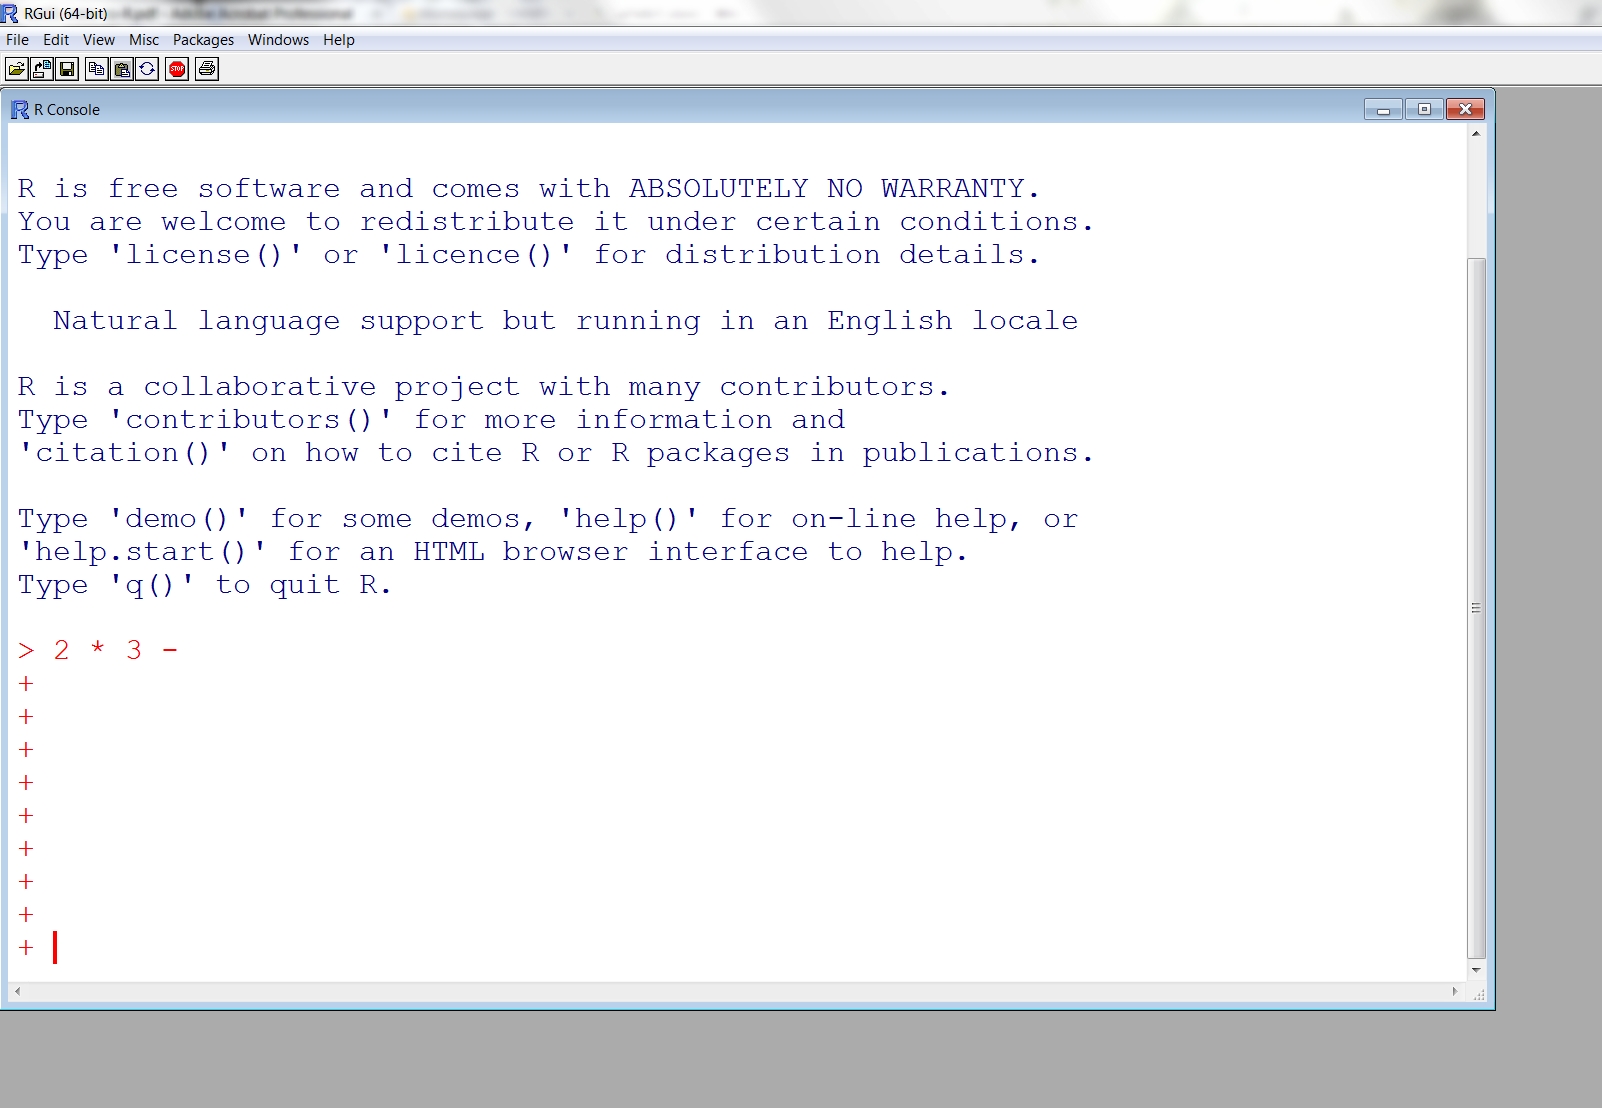 RGui (64-bit)
File Edit View Misc Packages Windows Help
STOP
R Console
R is free software and comes with ABSOLUTELY NO WARRANTY.
You are welcome to redistribute it under certain conditions.
Type 'license()' or 'licence()' for distribution details.
Natural language support but running in an English locale
R is a collaborative project with many contributors.
Type 'contributors()' for more information and
'citation()' on how to cite R or R packages in publications.
Type 'demo()' for some demos, 'help()' for on-line help, or
'help.start()' for an HTML browser interface to help.
Type 'q()' to quit R.
> 2 * 3 -
+
+
+
+
+
+
+
+
+